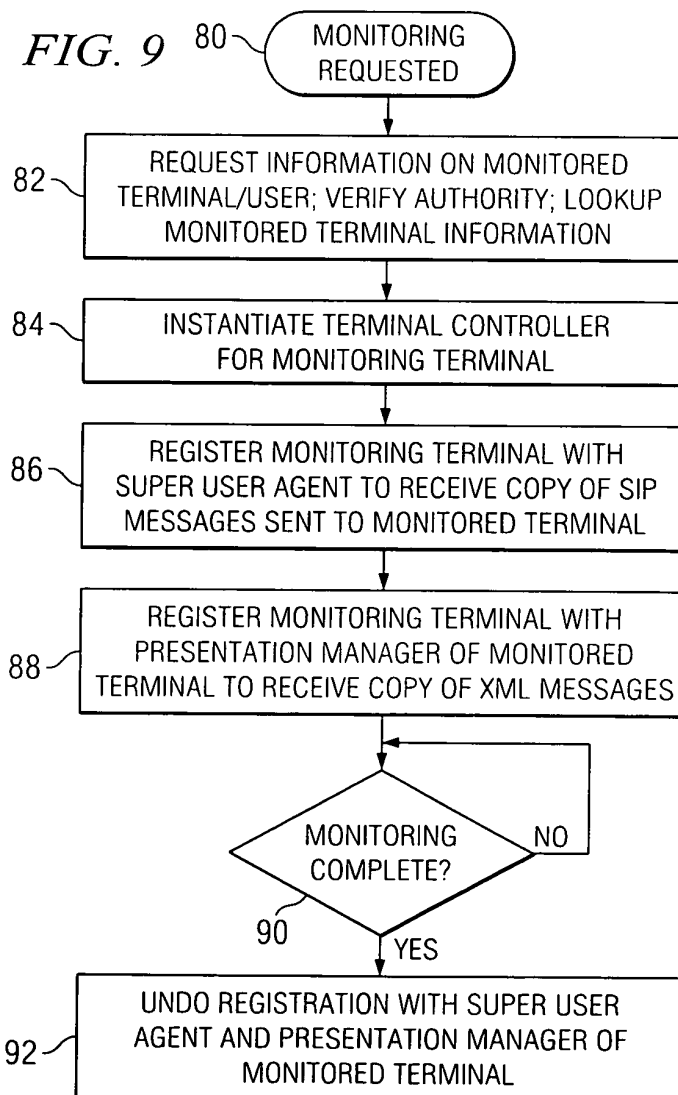 FIG. 9
80
MONITORING
REQUESTED
82
REQUEST INFORMATION ON MONITORED
TERMINAL/USER; VERIFY AUTHORITY; LOOKUP
MONITORED TERMINAL INFORMATION
84
INSTANTIATE TERMINAL CONTROLLER
FOR MONITORING TERMINAL
86
REGISTER MONITORING TERMINAL WITH
SUPER USER AGENT TO RECEIVE COPY OF SIP
MESSAGES SENT TO MONITORED TERMINAL
88
REGISTER MONITORING TERMINAL WITH
PRESENTATION MANAGER OF MONITORED
TERMINAL TO RECEIVE COPY OF XML MESSAGES
MONITORING
COMPLETE?
NO
90
YES
92
UNDO REGISTRATION WITH SUPER USER
AGENT AND PRESENTATION MANAGER OF
MONITORED TERMINAL